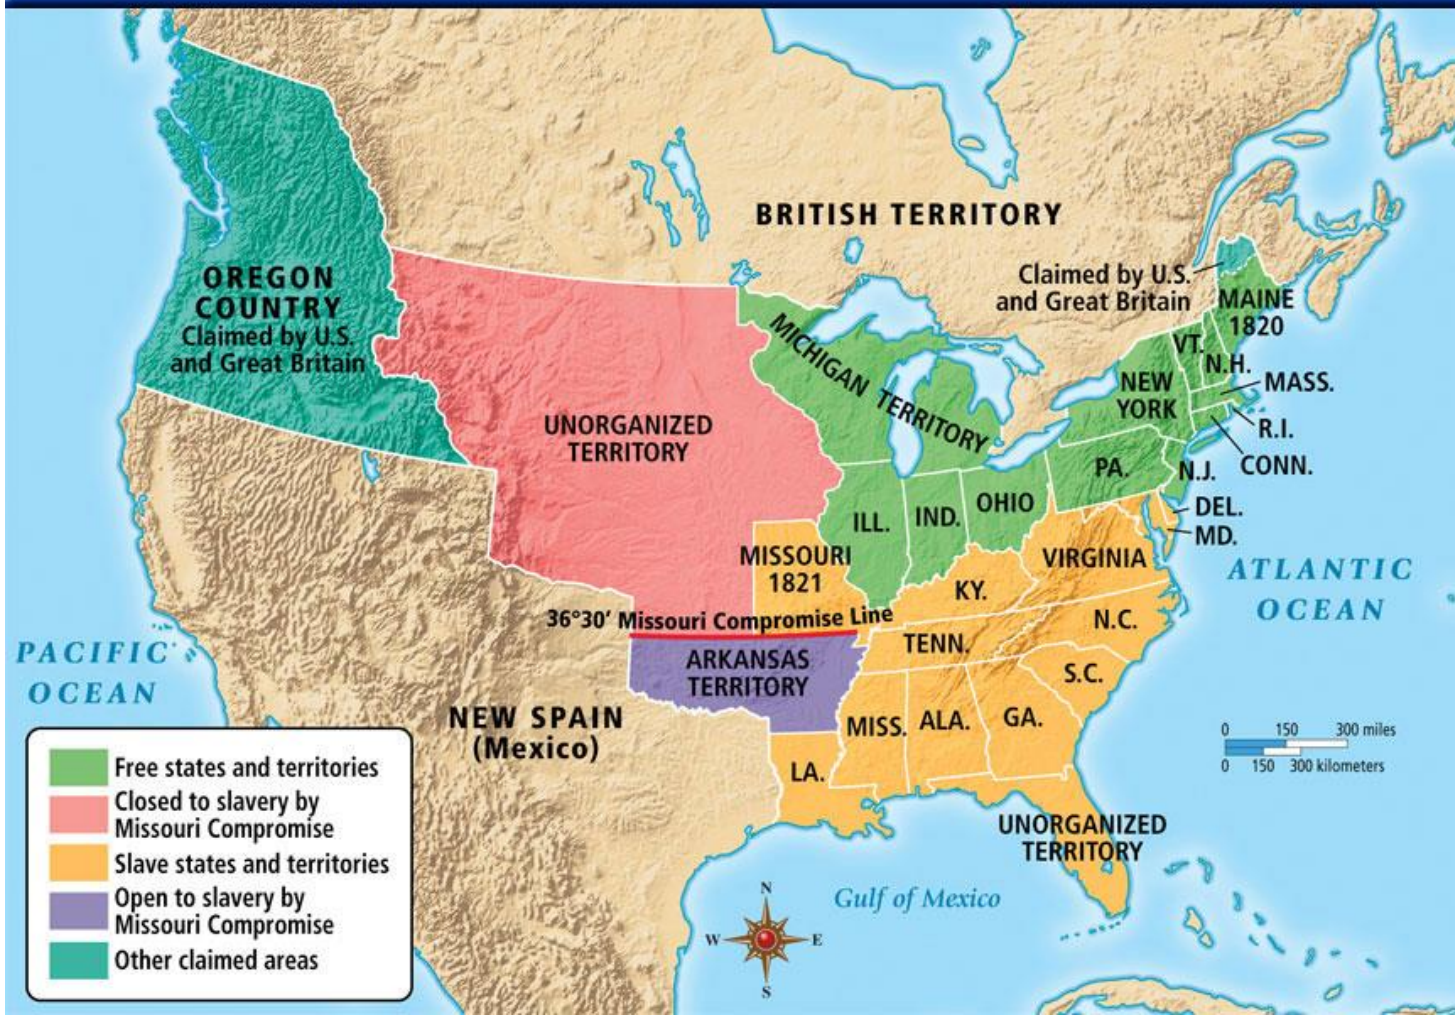 BRITISH TERRITORY
OREGON
COUNTRY
Claimed by U.S.
and Great Britain
Claimed by U.S.
and Great Britain
MAINE
1820
VT.
N.H.
MASS.
NEW
YORK
R.I.
CONN.
MICHIGAN TERRITORY
UNORGANIZED
TERRITORY
PA.
N.J.
OHIO
IND.
ILL.
DEL.
MD.
MISSOURI
1821
VIRGINIA
KY.
ATLANTIC
OCEAN
36°30' Missouri Compromise Line
N.C.
TENN.
PACIFIC
OCEAN
ARKANSAS
TERRITORY
S.C.
NEW SPAIN
(Mexico)
MISS.
ALA.
GA.
LA.
0 150 300 miles
0 150 300 kilometers
UNORGANIZED
TERRITORY
Gulf of Mexico
N
W
E
S
Free states and territories
Closed to slavery by
Missouri Compromise
Slave states and territories
Open to slavery by
Missouri Compromise
Other claimed areas